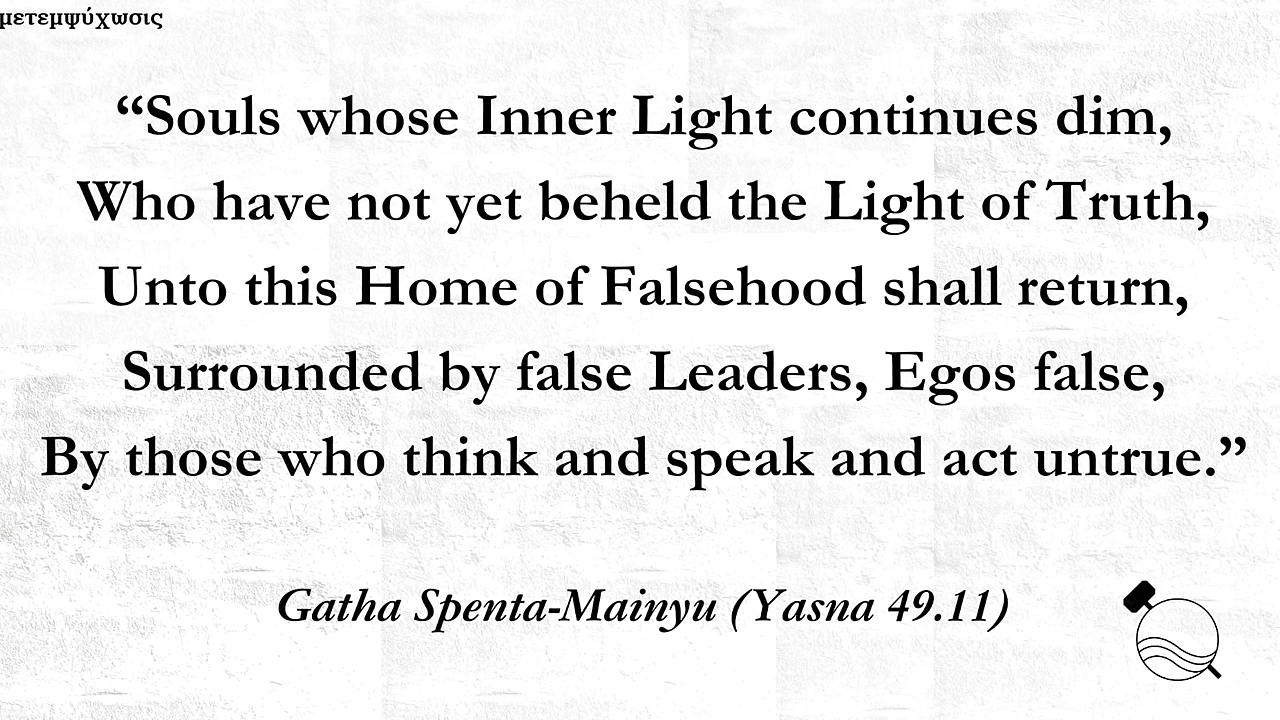 μετεμψύχωσις
“Souls whose Inner Light continues dim,
Who have not yet beheld the Light of Truth,
Unto this Home of Falsehood shall return,
Surrounded by false Leaders, Egos false,
By those who think and speak and act untrue.”
Gatha Spenta-Mainyu (Yasna 49.11)